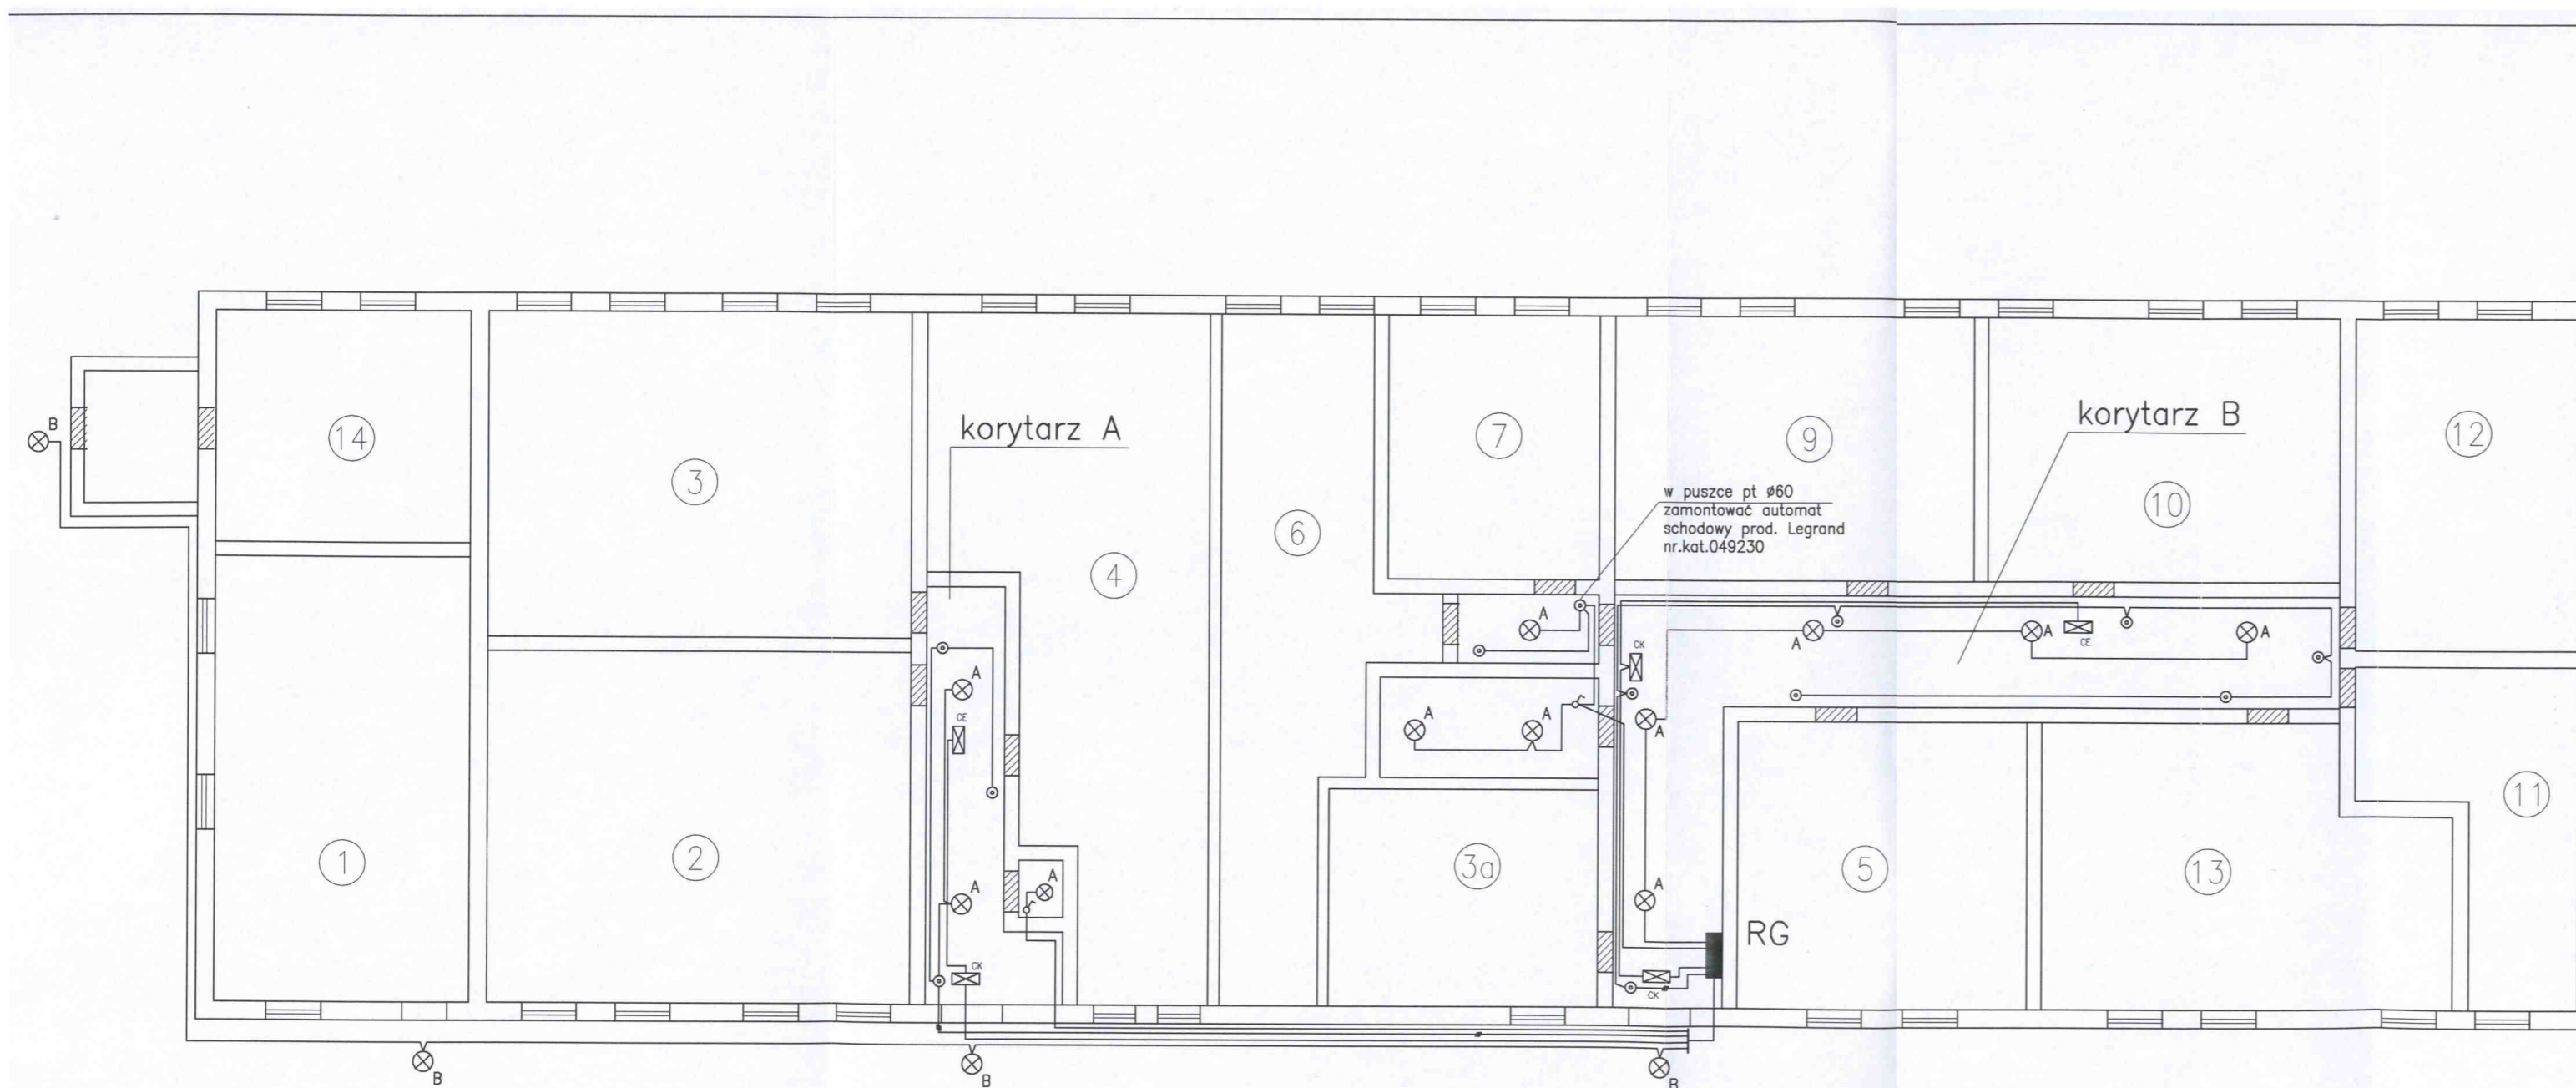 korytarz A
korytarz B
w puszce pt ø60
zamontować automat
schodowy prod. Legrand
nr.kat.049230
14
3
7
9
12
10
6
4
1
2
3a
5
13
11
RG
B
A
A
A
CK
A
CE
A
A
CE
A
A
A
A
A
A
CK
CK
B
B
B